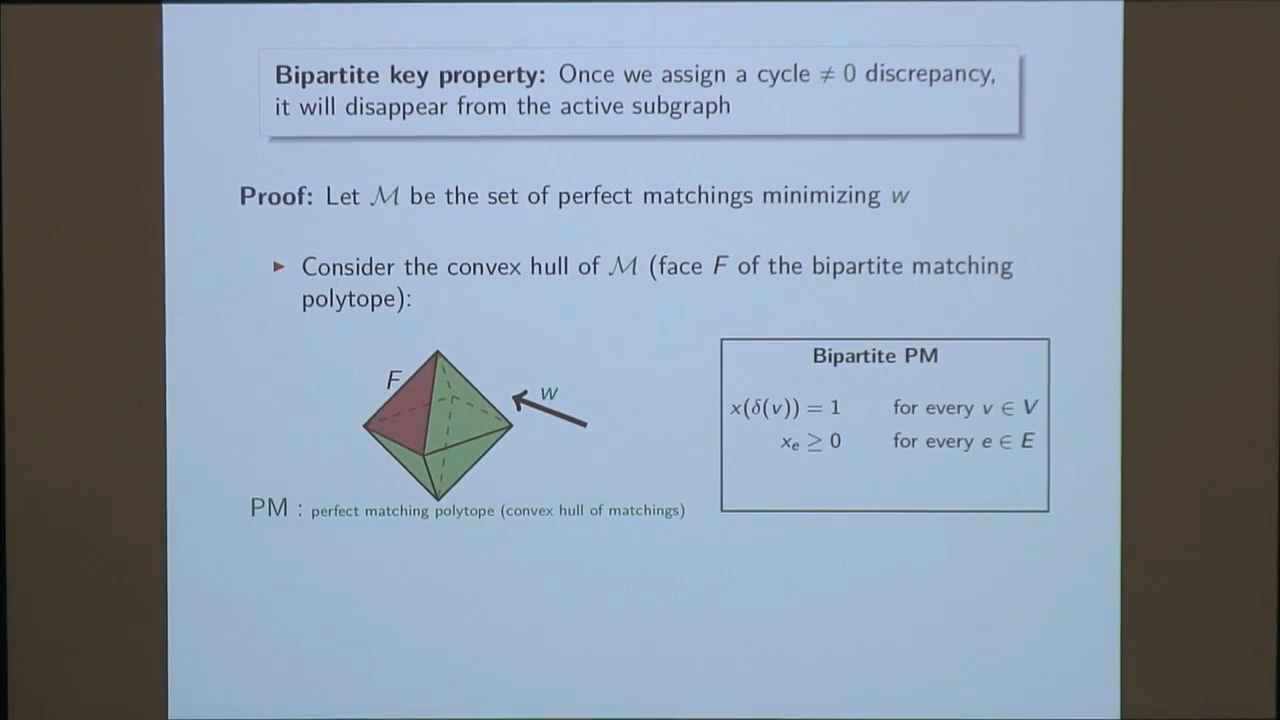 Bipartite key property: Once we assign a cycle ≠ 0 discrepancy,
it will disappear from the active subgraph
Proof: Let ℳ be the set of perfect matchings minimizing w
► Consider the convex hull of ℳ (face F of the bipartite matching
polytope):
F
w
PM : perfect matching polytope (convex hull of matchings)
Bipartite PM
x(δ(v)) = 1 for every v ∈ V
xₑ ≥ 0 for every e ∈ E